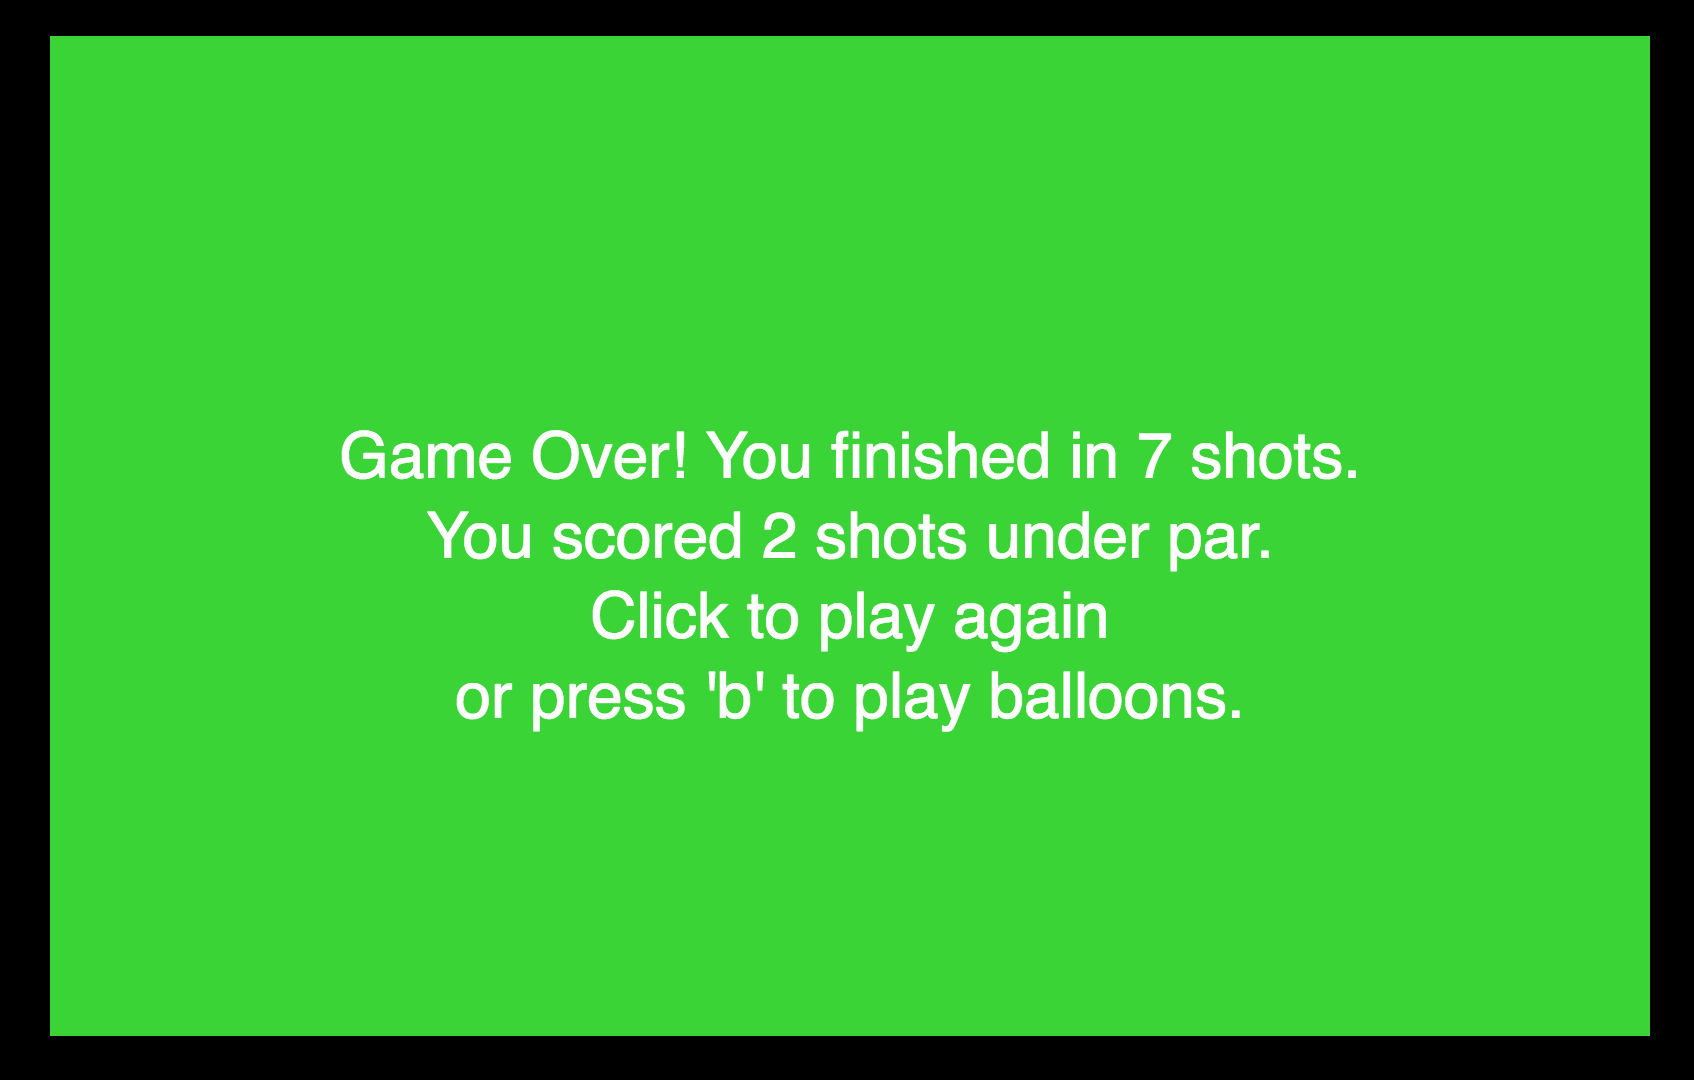 Game Over! You finished in 7 shots.
You scored 2 shots under par.
Click to play again
or press 'b' to play balloons.